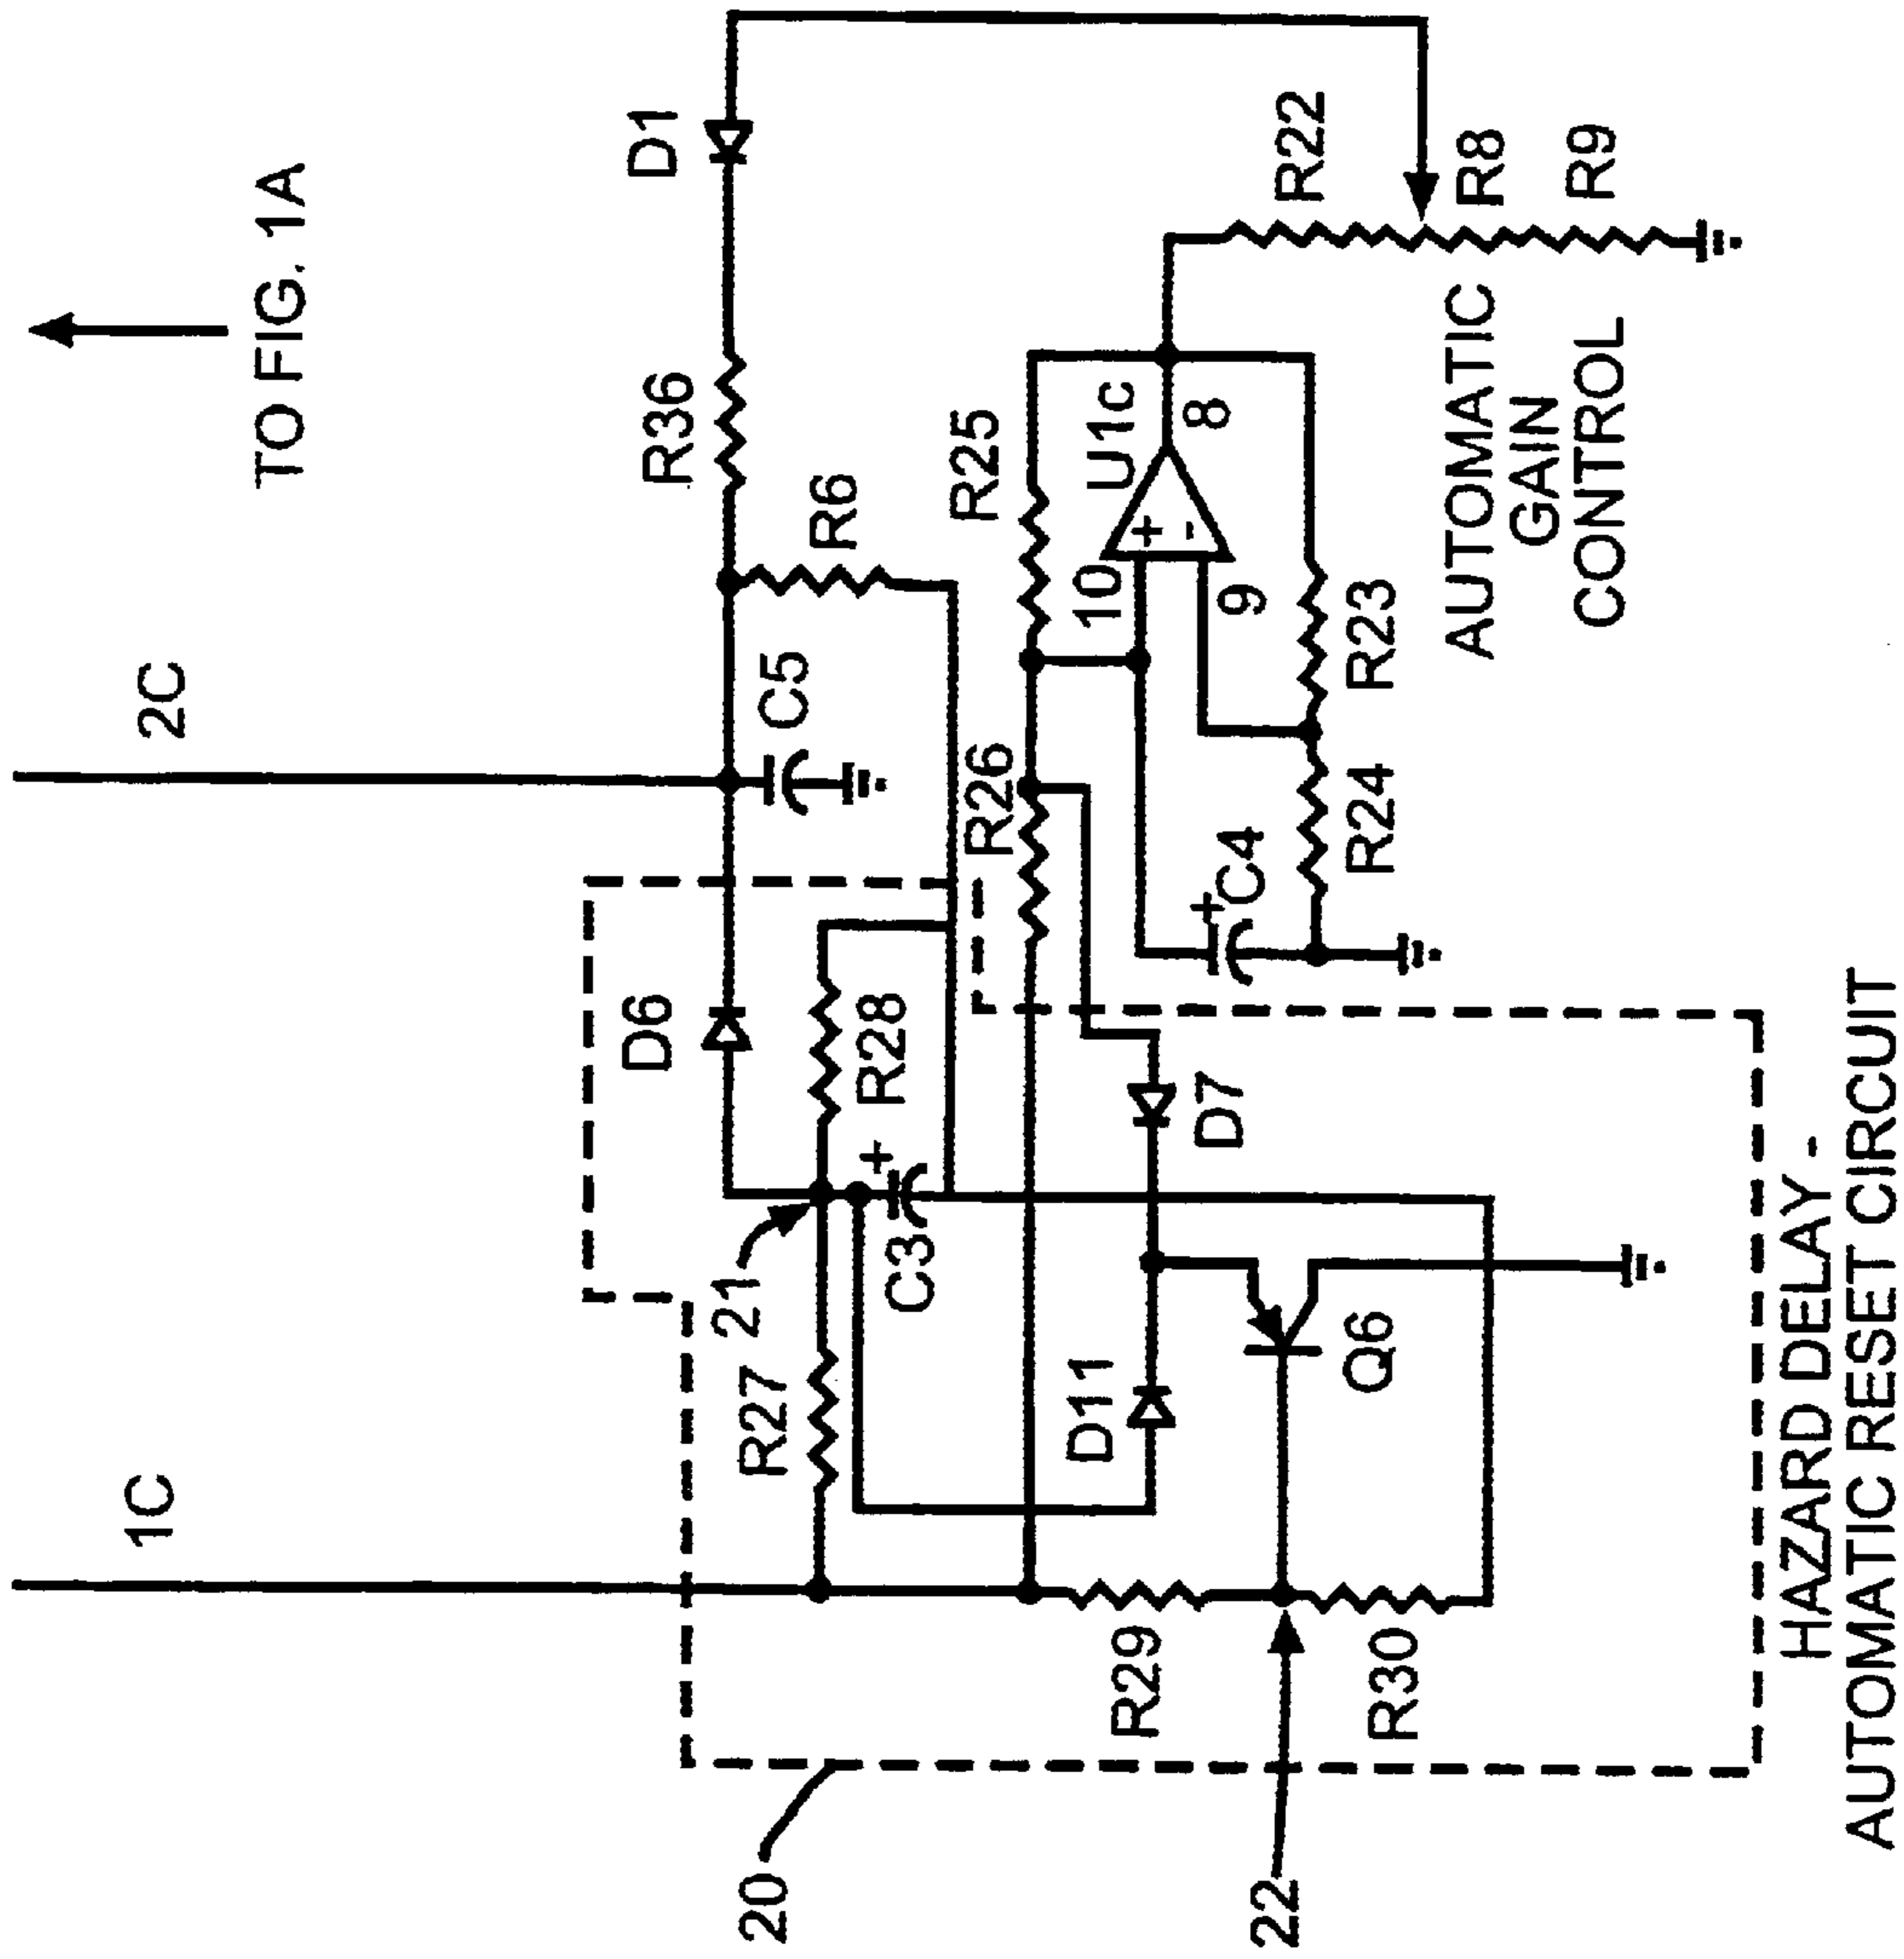 1C
2C
TO FIG. 1A
D6
C5
R36
D1
21
R27
R28
R6
C3
+
R26
R25
D11
D7
C4
+
10
9
+
-
U1c
8
R22
R8
R9
R29
R30
Q6
R24
R23
AUTOMATIC
GAIN
CONTROL
20
22
HAZARD DELAY -
AUTOMATIC RESET CIRCUIT